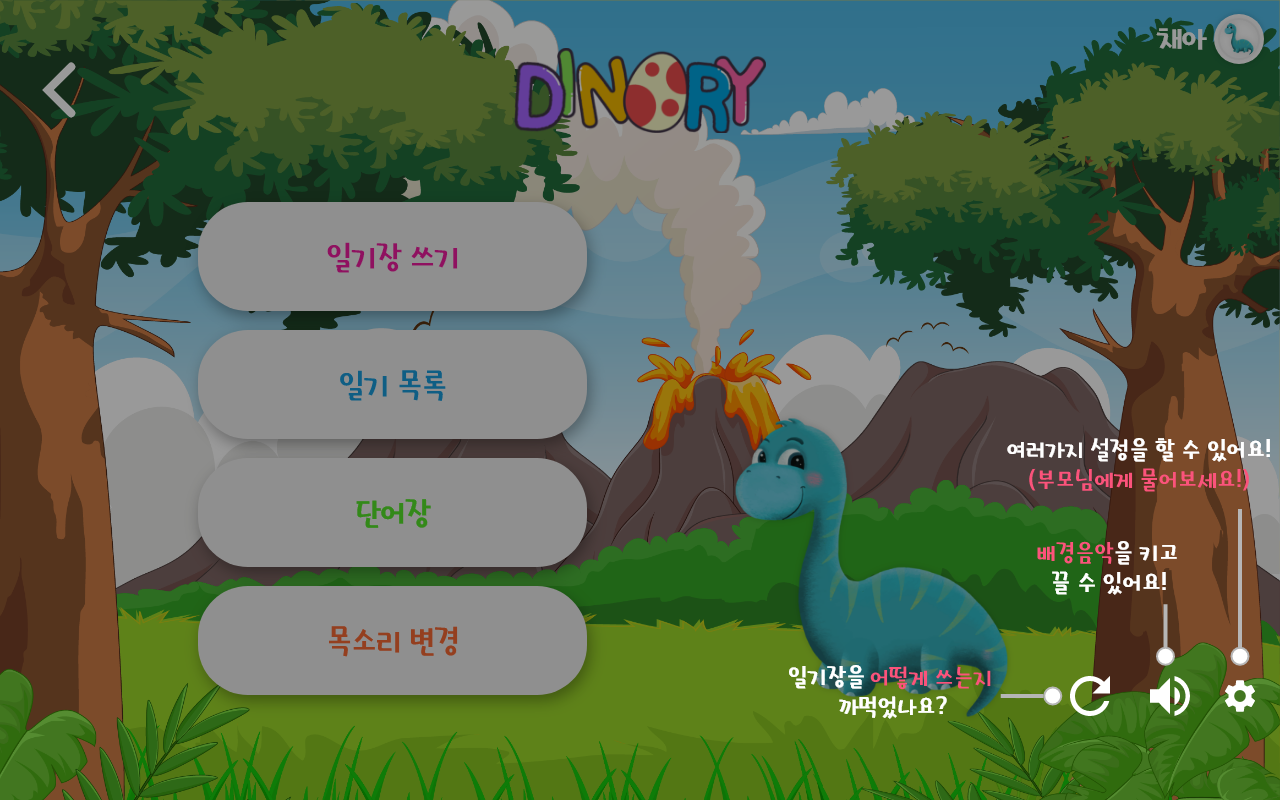 DINORY
채아
일기장 쓰기
일기 목록
단어장
목소리 변경
여러가지 설정을 할 수 있어요!
(부모님에게 물어보세요!)
배경음악을 키고
끌 수 있어요!
일기장을 어떻게 쓰는지
까먹었나요?